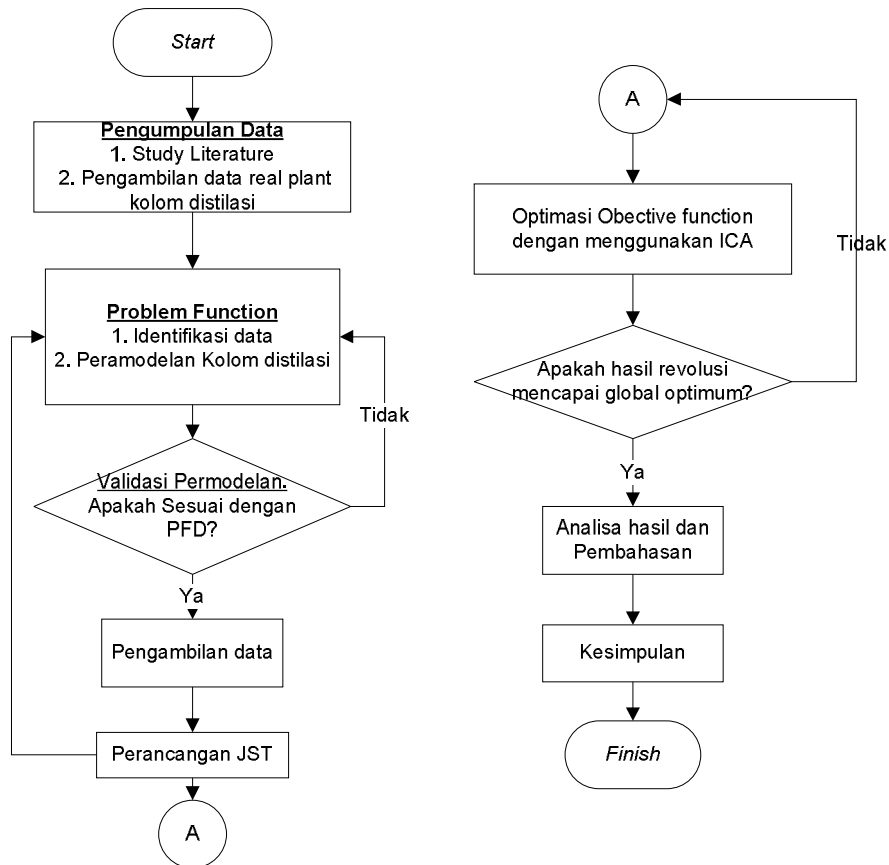 Start
Pengumpulan Data
1. Study Literature
2. Pengambilan data real plant
kolom distilasi
Problem Function
1. Identifikasi data
2. Peramodelan Kolom distilasi
Tidak
Validasi Permodelan.
Apakah Sesuai dengan
PFD?
Ya
Pengambilan data
Perancangan JST
A
A
Optimasi Obective function
dengan menggunakan ICA
Tidak
Apakah hasil revolusi
mencapai global optimum?
Ya
Analisa hasil dan
Pembahasan
Kesimpulan
Finish